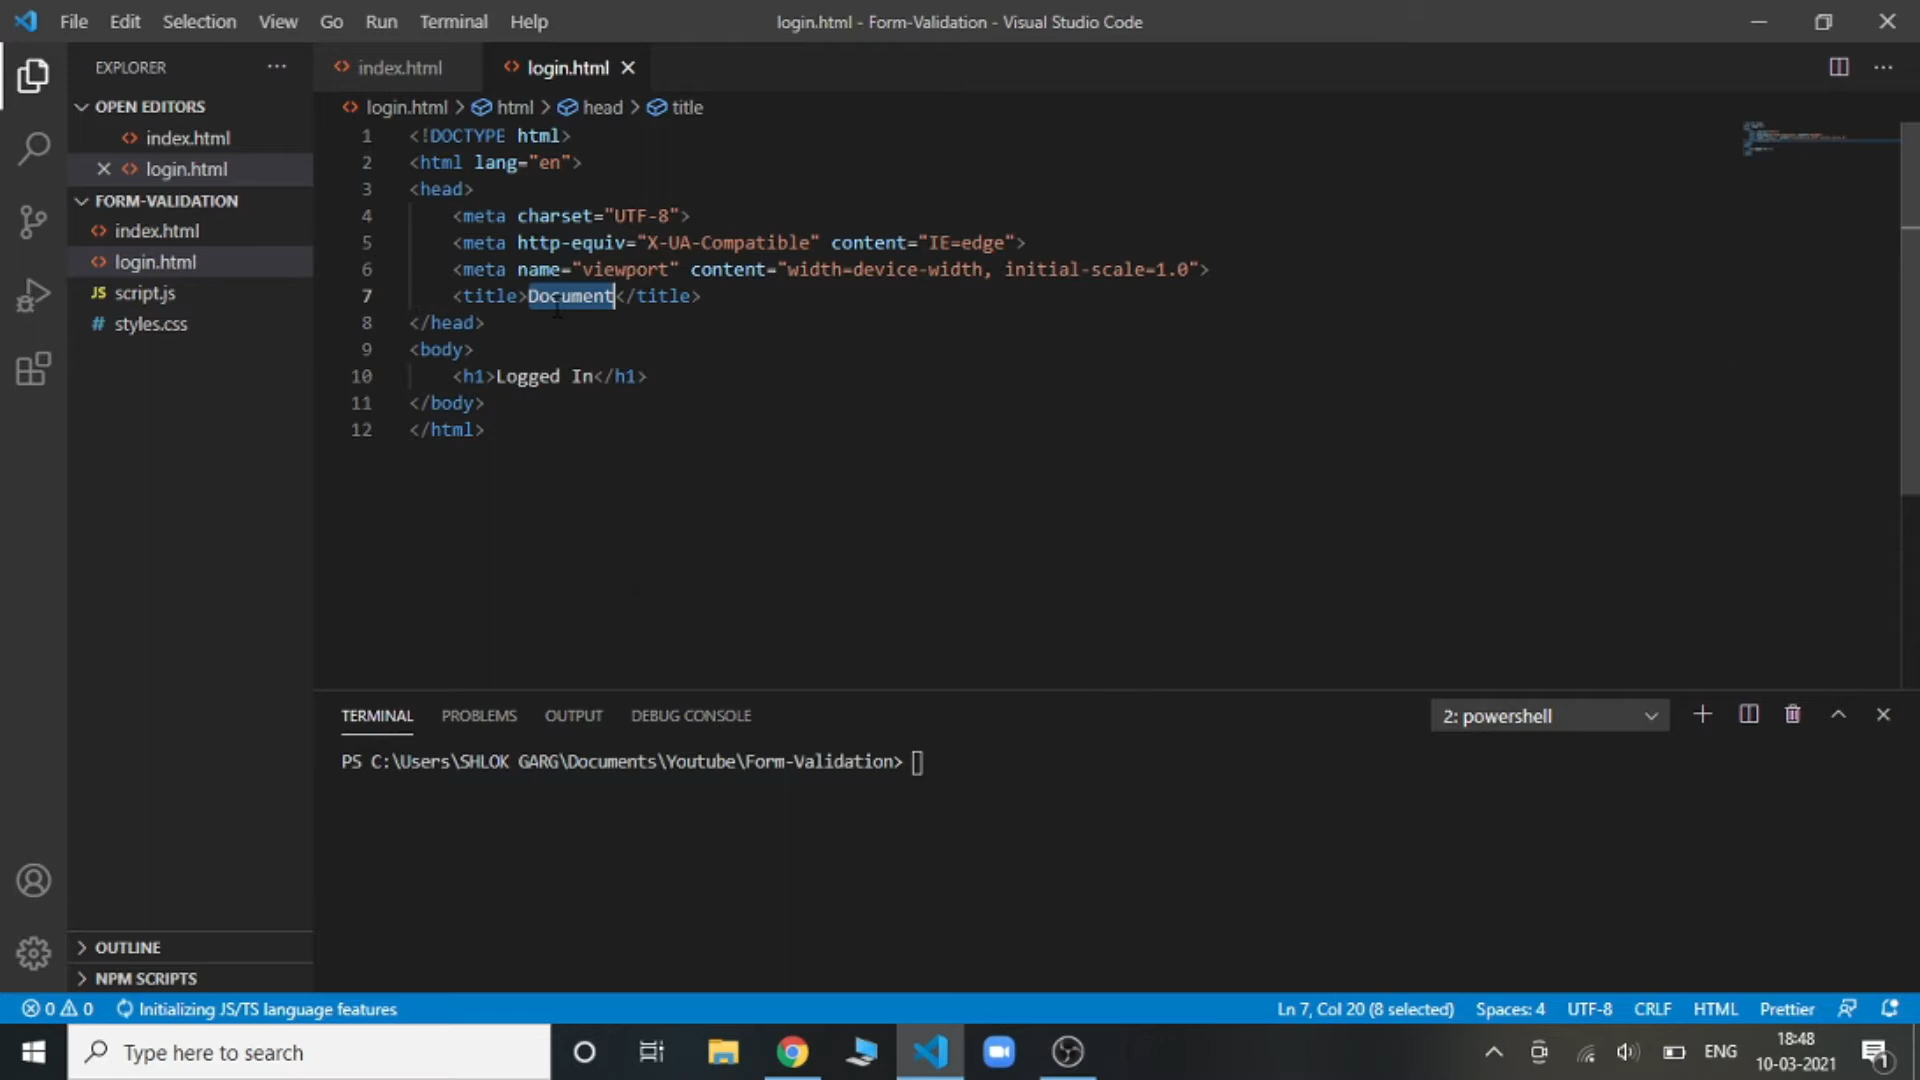 File Edit Selection View Go Run Terminal Help login.html - Form-Validation - Visual Studio Code
EXPLORER
index.html login.html
OPEN EDITORS
index.html
login.html
FORM-VALIDATION
index.html
login.html
JS script.js
# styles.css
login.html > html > head > title
1 <!DOCTYPE html>
2 <html lang="en">
3 <head>
4 <meta charset="UTF-8">
5 <meta http-equiv="X-UA-Compatible" content="IE=edge">
6 <meta name="viewport" content="width=device-width, initial-scale=1.0">
7 <title>Document</title>
8 </head>
9 <body>
10 <h1>Logged In</h1>
11 </body>
12 </html>
TERMINAL PROBLEMS OUTPUT DEBUG CONSOLE 2: powershell
PS C:\Users\SHLOK GARG\Documents\Youtube\Form-Validation>
OUTLINE
NPM SCRIPTS
0 0 Initializing JS/TS language features Ln 7, Col 20 (8 selected) Spaces: 4 UTF-8 CRLF HTML Prettier
Type here to search
ENG
18:48
10-03-2021
1